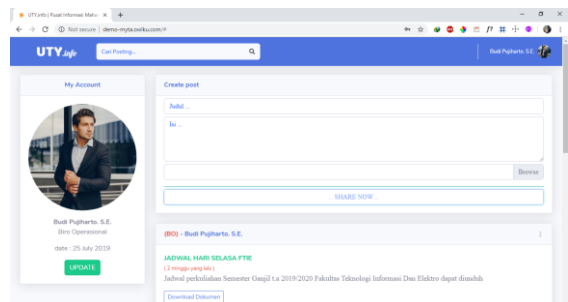 UTY.info | Pusat Informasi Maha
Not secure | demo-myta.osiiku.com/#
UTY.info
Cari Posting...
Budi Pujiharto. S.E.
My Account
Budi Pujiharto. S.E.
Biro Operasional
date : 25 July 2019
UPDATE
Create post
Judul ...
Isi ...
Browse
... SHARE NOW ...
(BO) - Budi Pujiharto. S.E.
JADWAL HARI SELASA FTIE
( 2 minggu yang lalu )
Jadwal perkuliahan Semester Ganjil t.a 2019/2020 Fakultas Teknologi Informasi Dan Elektro dapat diunduh
Download Dokumen